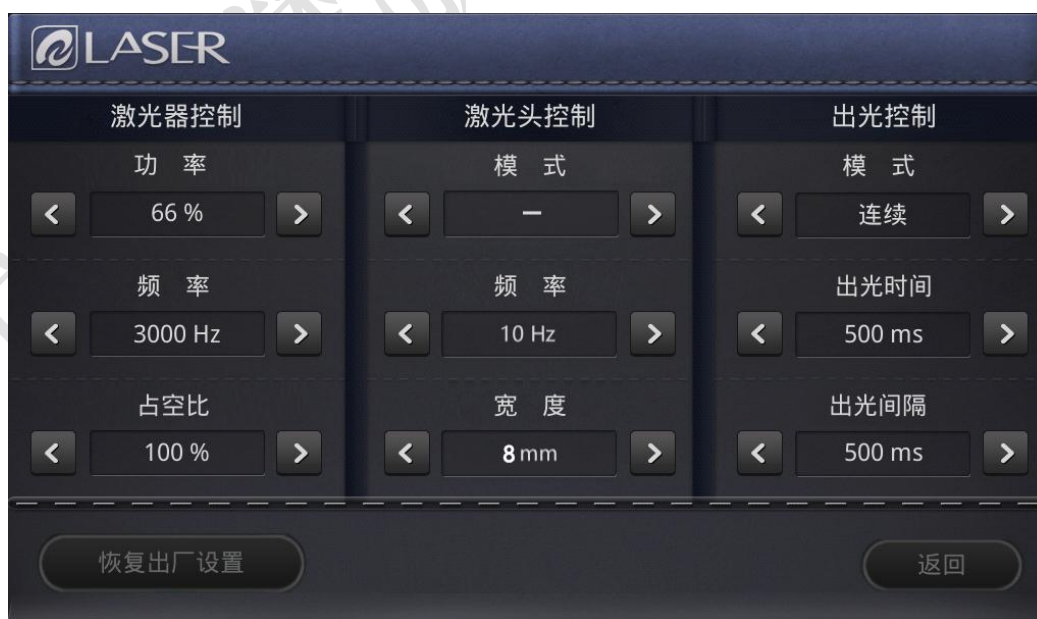 LASER
激光器控制 激光头控制 出光控制
功 率 模 式 模 式
66 % — 连续
频 率 频 率 出光时间
3000 Hz 10 Hz 500 ms
占空比 宽 度 出光间隔
100 % 8 mm 500 ms
恢复出厂设置 返回